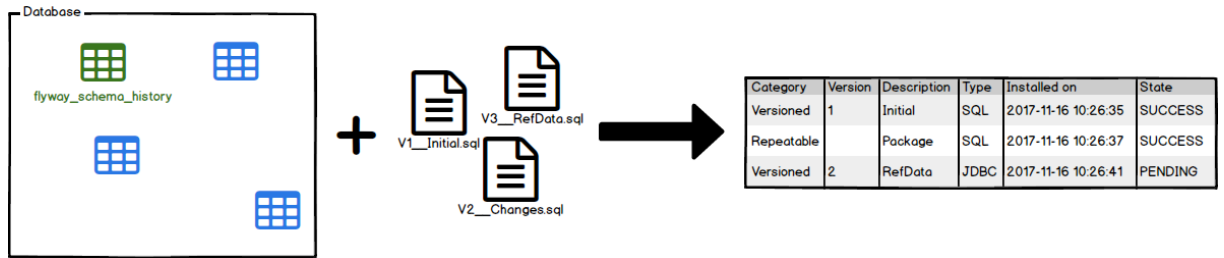 Database
flyway_schema_history
V3__RefData.sql
V1__Initial.sql
V2__Changes.sql
Category Version Description Type Installed on State
Versioned 1 Initial SQL 2017-11-16 10:26:35 SUCCESS
Repeatable Package SQL 2017-11-16 10:26:37 SUCCESS
Versioned 2 RefData JDBC 2017-11-16 10:26:41 PENDING